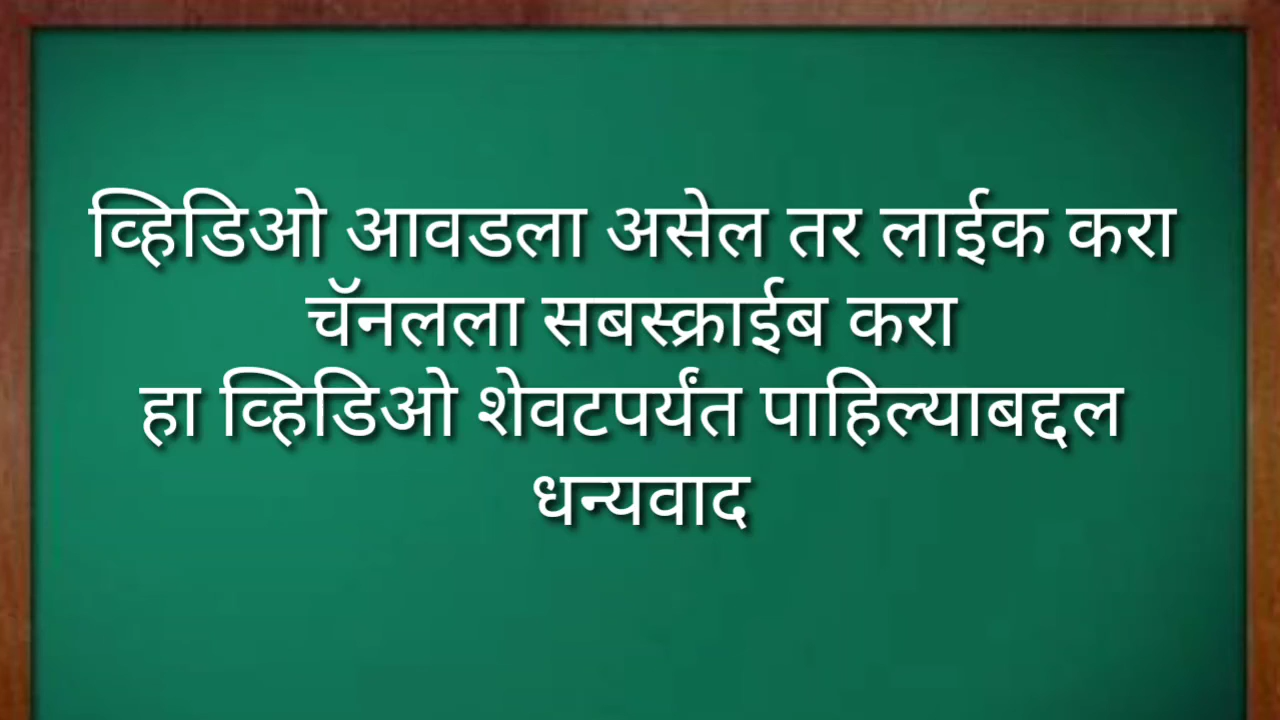 व्हिडिओ आवडला असेल तर लाईक करा
चॅनलला सबस्क्राईब करा
हा व्हिडिओ शेवटपर्यंत पाहिल्याबद्दल
धन्यवाद